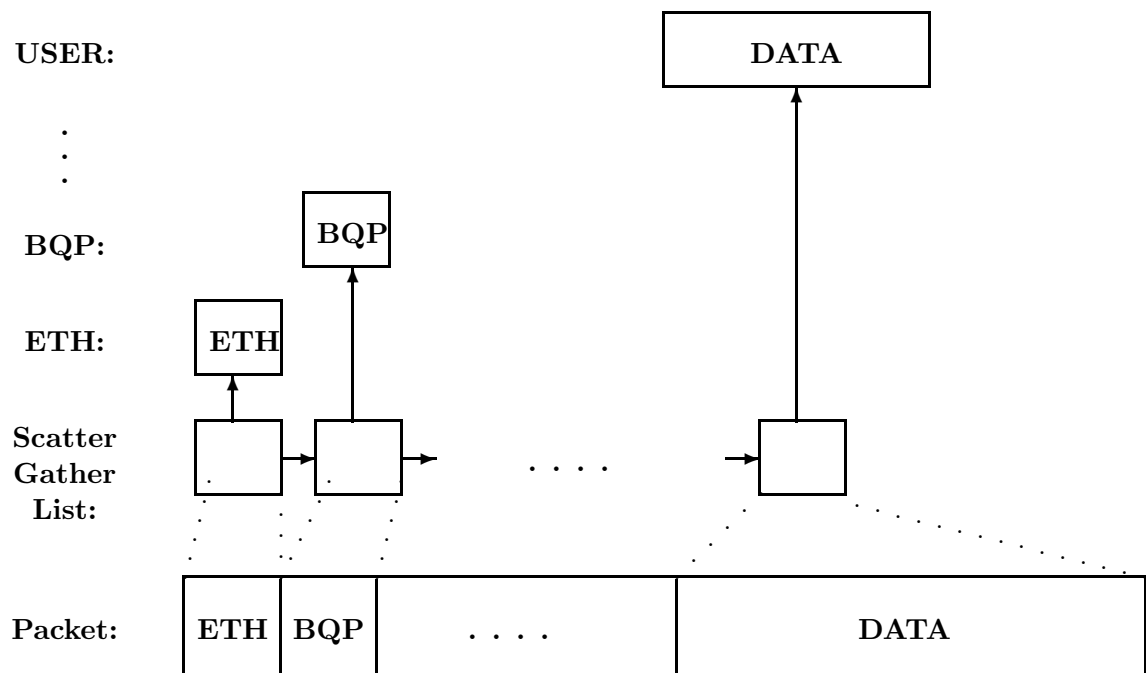 USER:
DATA
.
.
.
BQP:
BQP
ETH:
ETH
Scatter
Gather
List:
. . . .
Packet:
ETH
BQP
. . . .
DATA